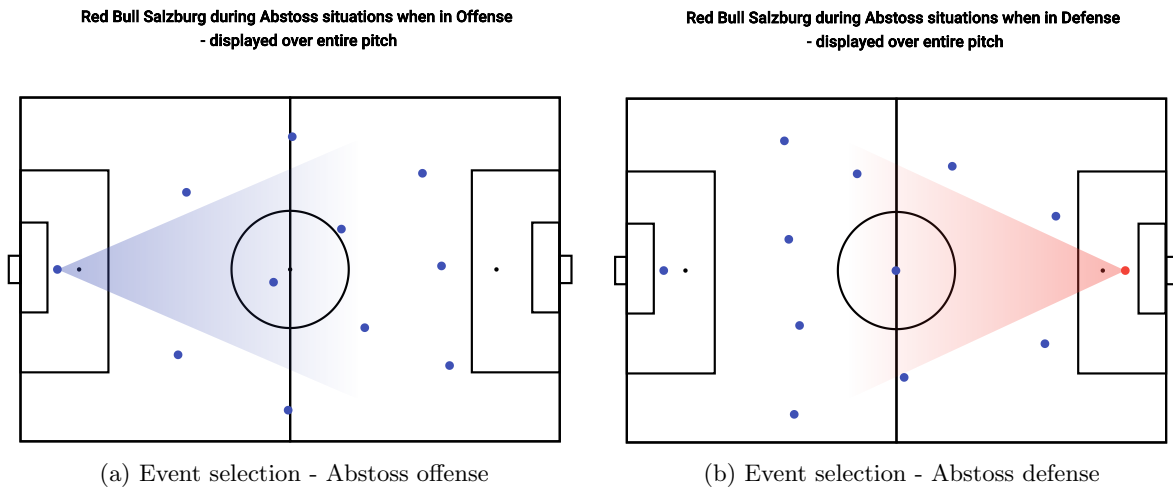 Red Bull Salzburg during Abstoss situations when in Offense
- displayed over entire pitch
Red Bull Salzburg during Abstoss situations when in Defense
- displayed over entire pitch
(a) Event selection - Abstoss offense
(b) Event selection - Abstoss defense